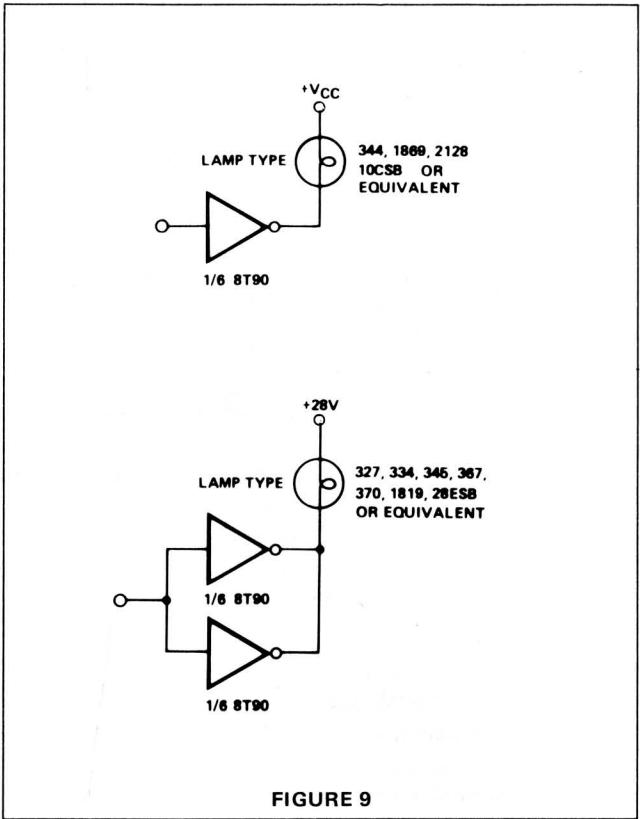 +VCC
LAMP TYPE
344, 1869, 2128
10CSB OR
EQUIVALENT
1/6 8T90
+28V
LAMP TYPE
327, 334, 345, 367,
370, 1819, 28ESB
OR EQUIVALENT
1/6 8T90
1/6 8T90
FIGURE 9